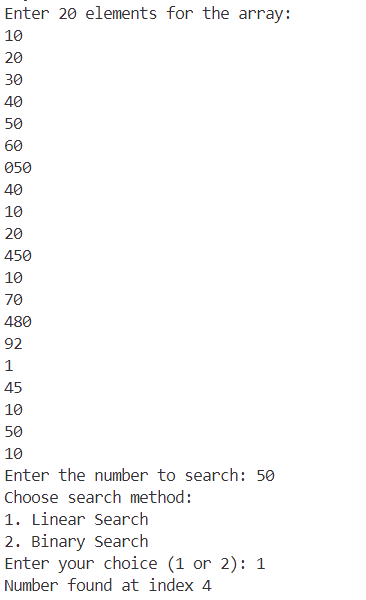 Enter 20 elements for the array:
10
20
30
40
50
60
050
40
10
20
450
10
70
480
92
1
45
10
50
10
Enter the number to search: 50
Choose search method:
1. Linear Search
2. Binary Search
Enter your choice (1 or 2): 1
Number found at index 4